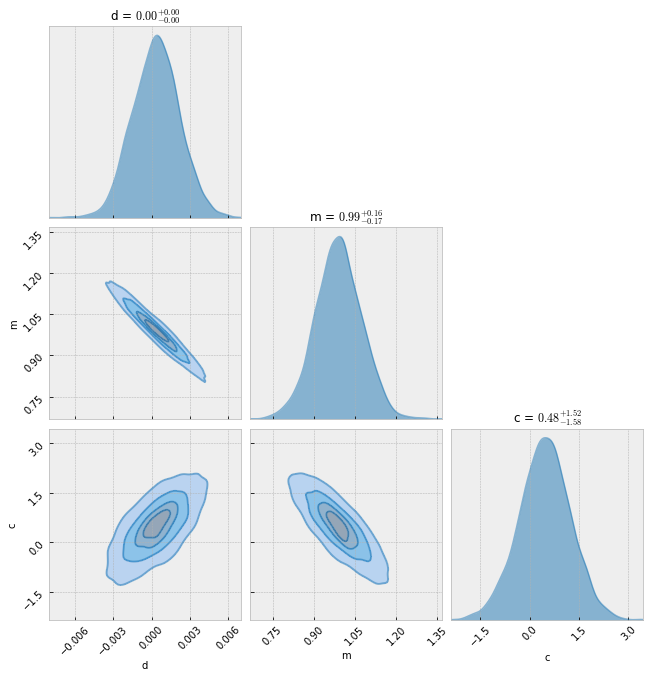 d = 0.00^{+0.00}_{−0.00}
m = 0.99^{+0.16}_{−0.17}
1.35
1.20
1.05
0.90
0.75
m
c = 0.48^{+1.52}_{−1.58}
3.0
1.5
0.0
−1.5
c
−0.006 −0.003 0.000 0.003 0.006
d
0.75 0.90 1.05 1.20 1.35
m
−1.5 0.0 1.5 3.0
c